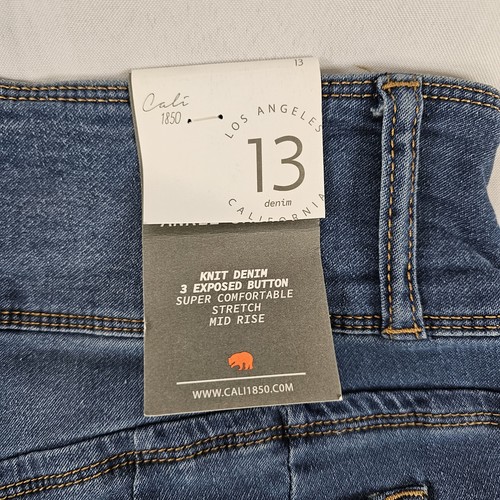 13
Cali
1850
LOS ANGELES
13
denim
CALIFORNIA
KNIT DENIM
3 EXPOSED BUTTON
SUPER COMFORTABLE
STRETCH
MID RISE
WWW.CALI1850.COM